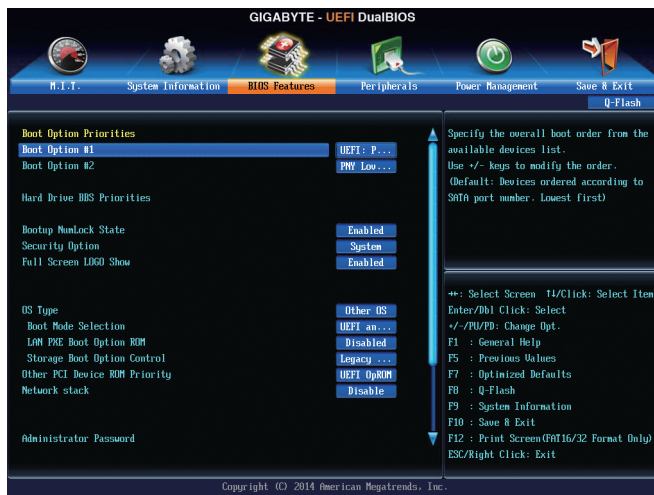 GIGABYTE - UEFI DualBIOS
M.I.T. System Information BIOS Features Peripherals Power Management Save & Exit
Q-Flash
Boot Option Priorities
Boot Option #1 UEFI: P...
Boot Option #2 PNY Lov...
Hard Drive BBS Priorities
Bootup NumLock State Enabled
Security Option System
Full Screen LOGO Show Enabled
OS Type Other OS
Boot Mode Selection UEFI an...
LAN PXE Boot Option ROM Disabled
Storage Boot Option Control Legacy ...
Other PCI Device ROM Priority UEFI OpROM
Network stack Disable
Administrator Password
Specify the overall boot order from the
available devices list.
Use +/- keys to modify the order.
(Default: Devices ordered according to
SATA port number. Lowest first)
→←: Select Screen ↑↓/Click: Select Item
Enter/Dbl Click: Select
+/-/PU/PD: Change Opt.
F1 : General Help
F5 : Previous Values
F7 : Optimized Defaults
F8 : Q-Flash
F9 : System Information
F10 : Save & Exit
F12 : Print Screen(FAT16/32 Format Only)
ESC/Right Click: Exit
Copyright (C) 2014 American Megatrends, Inc.